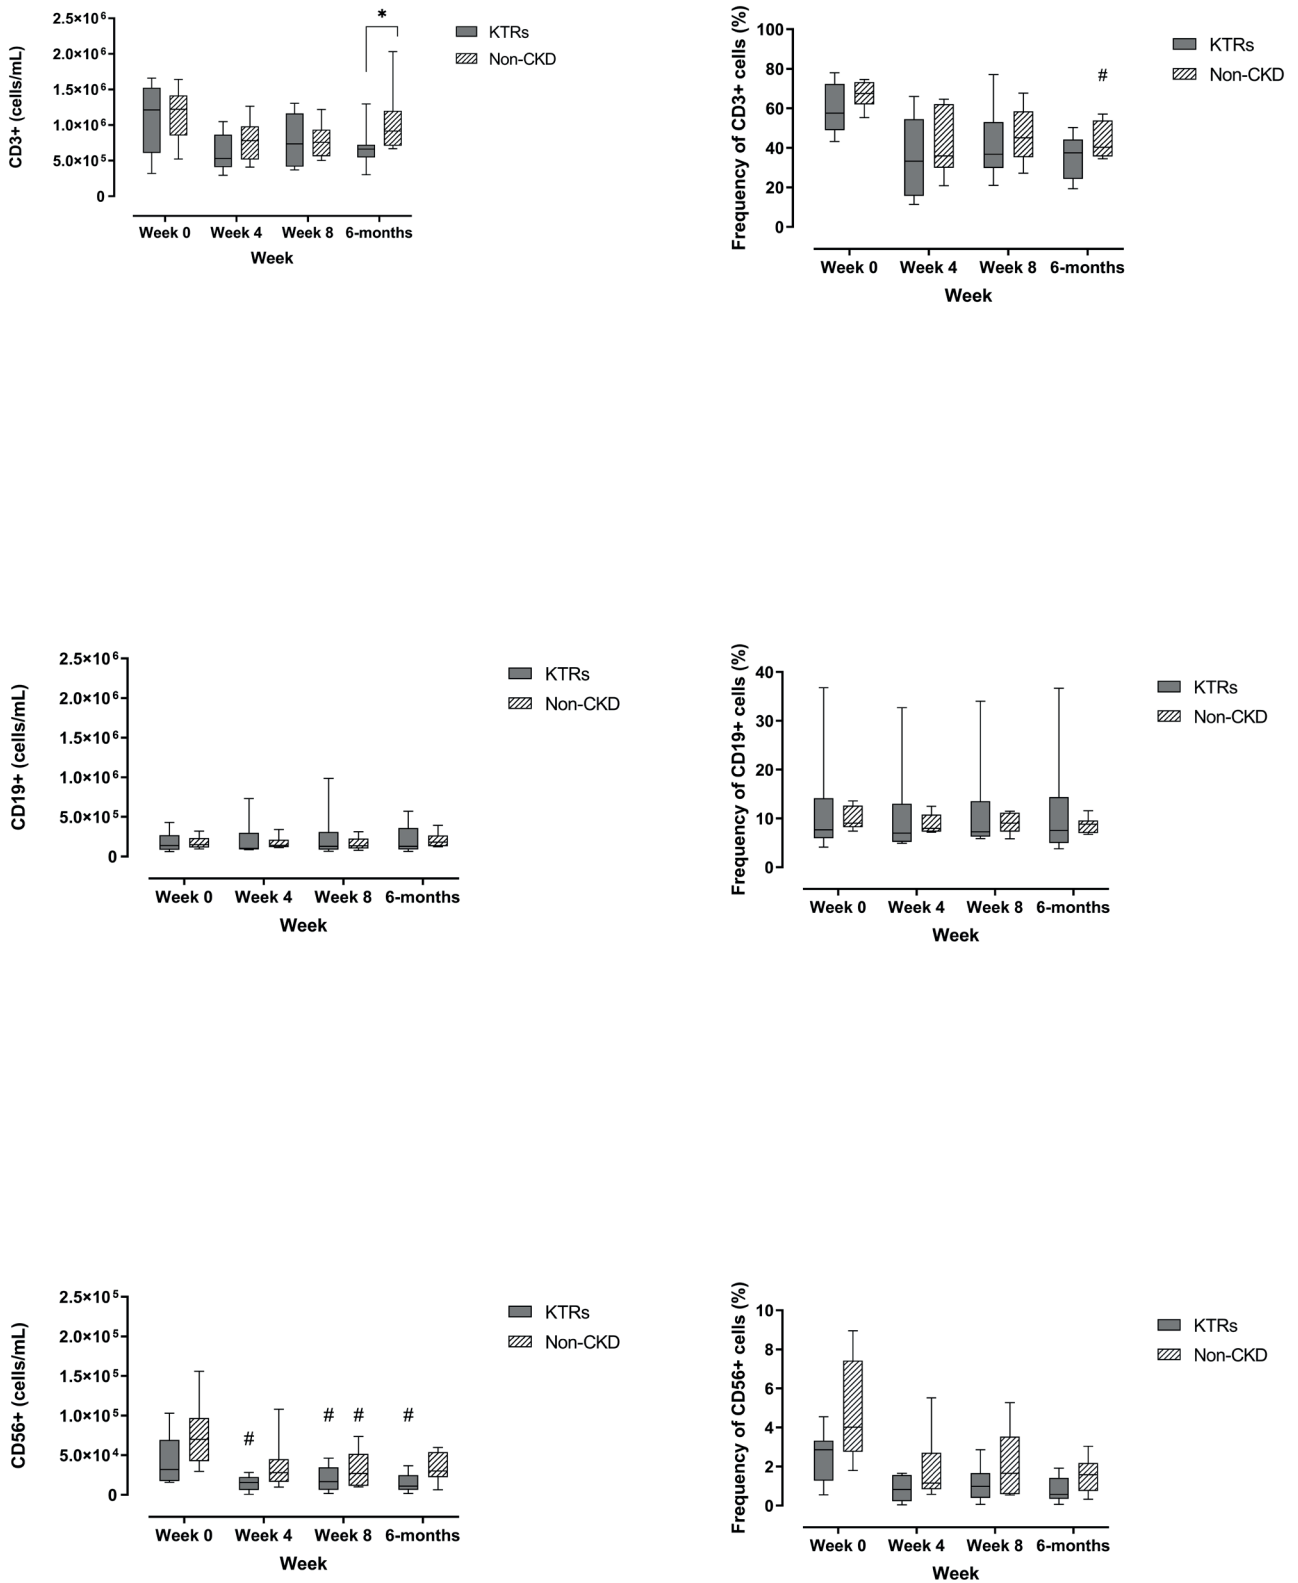 CD3+ (cells/mL)
2.5×10⁶
2.0×10⁶
1.5×10⁶
1.0×10⁶
5.0×10⁵
0
*
KTRs
Non-CKD
Week 0 Week 4 Week 8 6-months
Week
Frequency of CD3+ cells (%)
100
80
60
40
20
0
#
KTRs
Non-CKD
Week 0 Week 4 Week 8 6-months
Week
CD19+ (cells/mL)
2.5×10⁶
2.0×10⁶
1.5×10⁶
1.0×10⁶
5.0×10⁵
0
KTRs
Non-CKD
Week 0 Week 4 Week 8 6-months
Week
Frequency of CD19+ cells (%)
40
30
20
10
0
KTRs
Non-CKD
Week 0 Week 4 Week 8 6-months
Week
CD56+ (cells/mL)
2.5×10⁵
2.0×10⁵
1.5×10⁵
1.0×10⁵
5.0×10⁴
0
# # # #
KTRs
Non-CKD
Week 0 Week 4 Week 8 6-months
Week
Frequency of CD56+ cells (%)
10
8
6
4
2
0
KTRs
Non-CKD
Week 0 Week 4 Week 8 6-months
Week